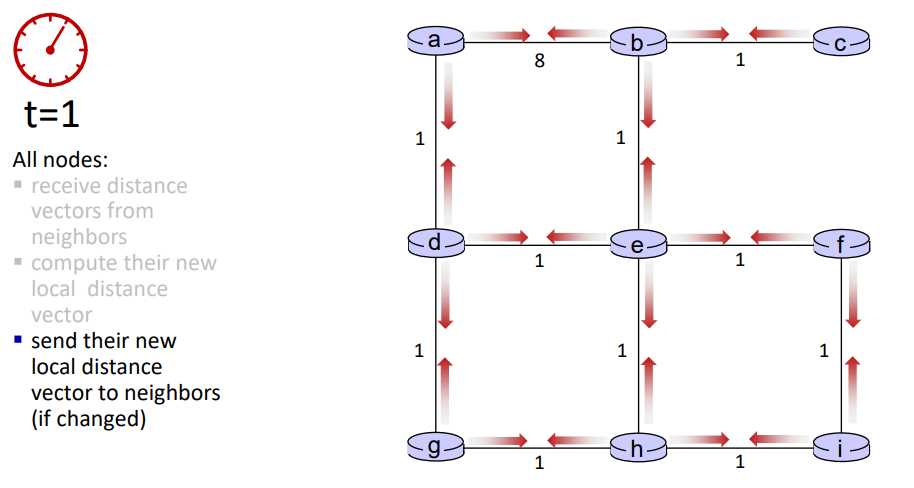 t=1
All nodes:
▪ receive distance
vectors from
neighbors
▪ compute their new
local distance
vector
▪ send their new
local distance
vector to neighbors
(if changed)
a b c
8 1
1 1
d e f
1 1
1 1 1
g h i
1 1